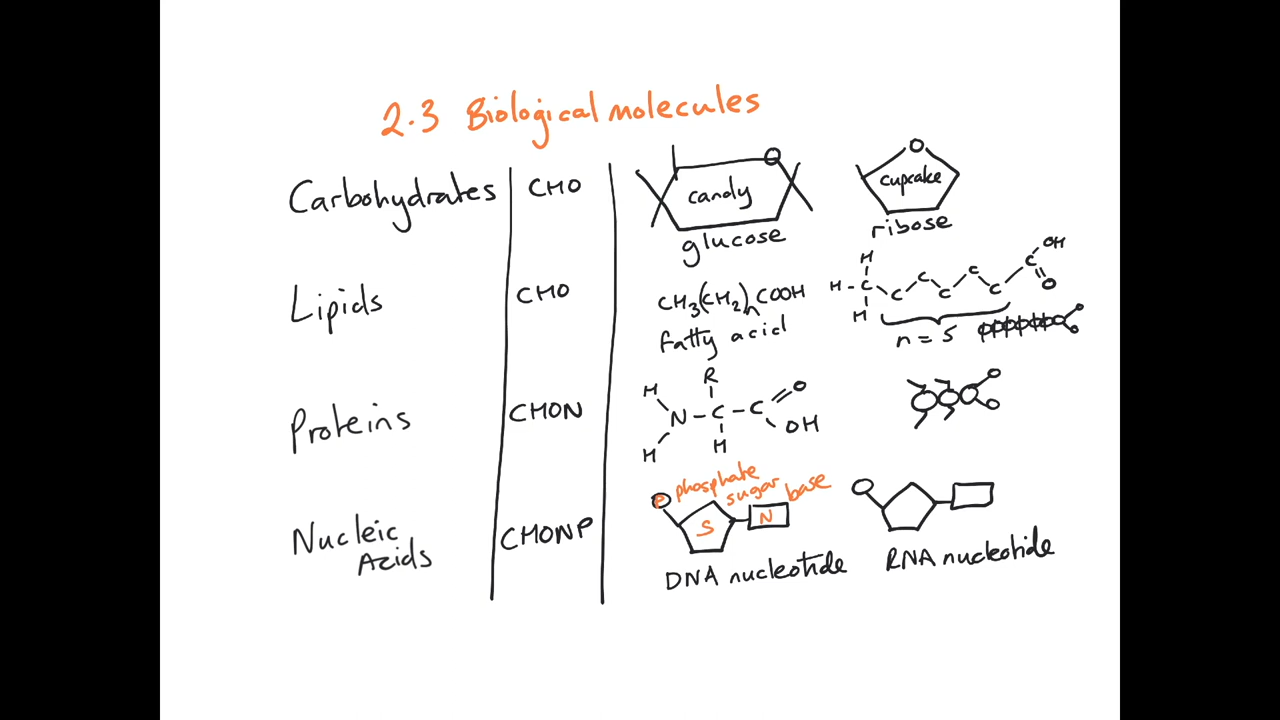 2.3 Biological molecules
Carbohydrates CHO candy O cupcake O
glucose ribose
Lipids CHO CH3(CH2)nCOOH H H-C C C C C C C OH O H
fatty acid n = 5
Proteins CHON R H N-C-C O H H OH
P phosphate sugar base
Nucleic CHONP S N
Acids
DNA nucleotide RNA nucleotide